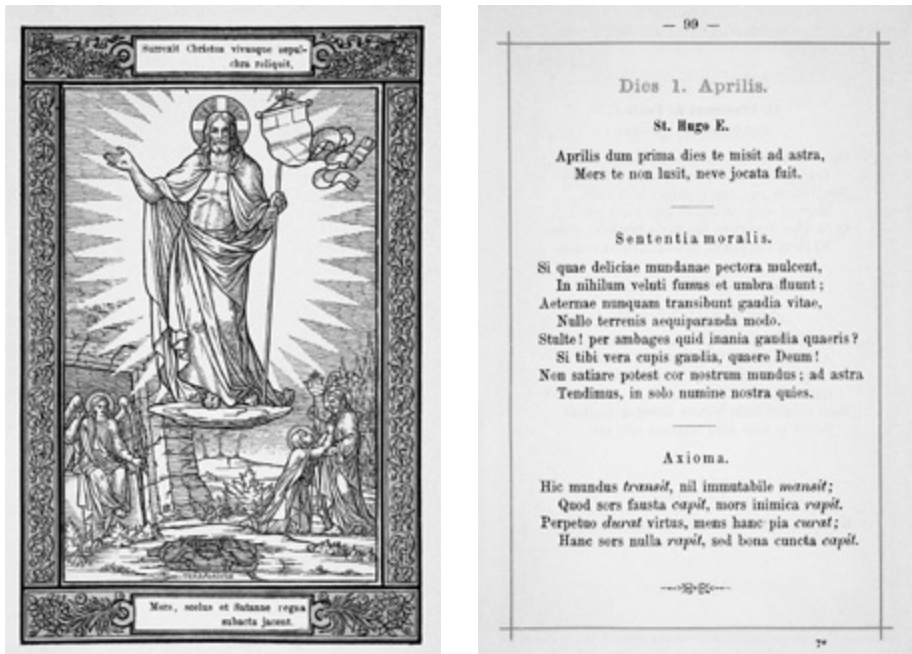 Surrexit Christus vivusque sepul-
chra reliquit,
Mors, scelus et Satanae regna
subacta jacent.
— 99 —
Dies 1. Aprilis.
St. Hugo E.
Aprilis dum prima dies te misit ad astra,
Mors te non lusit, neve jocata fuit.
Sententia moralis.
Si quae deliciae mundanae pectora mulcent,
In nihilum veluti fumus et umbra fluunt;
Aeternae nunquam transibunt gaudia vitae,
Nullo terrenis aequiparanda modo.
Stulte! per ambages quid inania gaudia quaeris?
Si tibi vera cupis gaudia, quaere Deum!
Non satiare potest cor nostrum mundus; ad astra
Tendimus, in solo numine nostra quies.
Axioma.
Hic mundus transit, nil immutabile mansit;
Quod sors fausta capit, mors inimica rapit.
Perpetuo durat virtus, mens hanc pia curat;
Hanc sors nulla rapit, sed bona cuncta capit.
7*